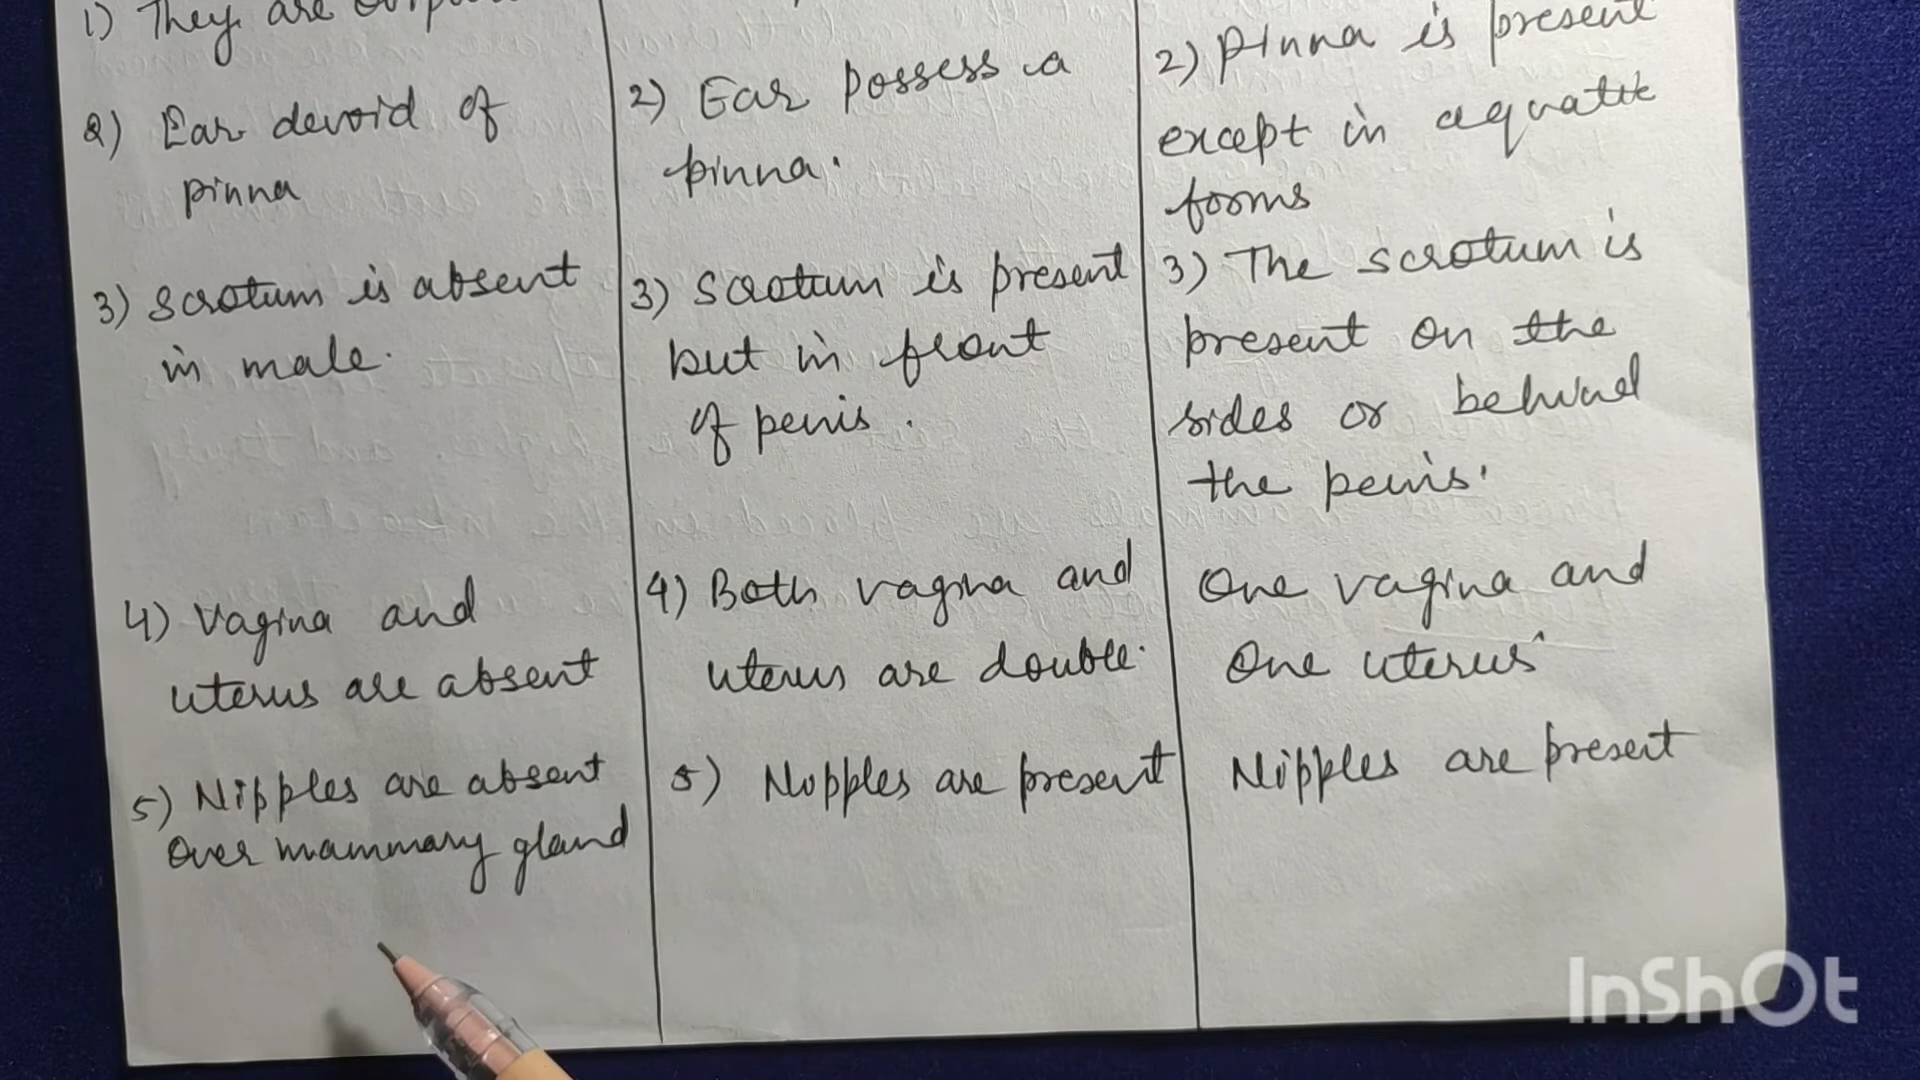 1) They are
2) Ear devoid of
pinna
3) Scrotum is absent
in male.
4) Vagina and
uterus are absent
5) Nipples are absent
over mammary gland
2) Ear possess a
pinna.
3) Scrotum is present
but in front
of penis.
4) Both vagina and
uterus are double.
5) Nopples are present
2) Pinna is present
except in aquatic
forms
3) The scrotum is
present on the
sides or behind
the penis.
One vagina and
One uterus
Nipples are present
InShOt